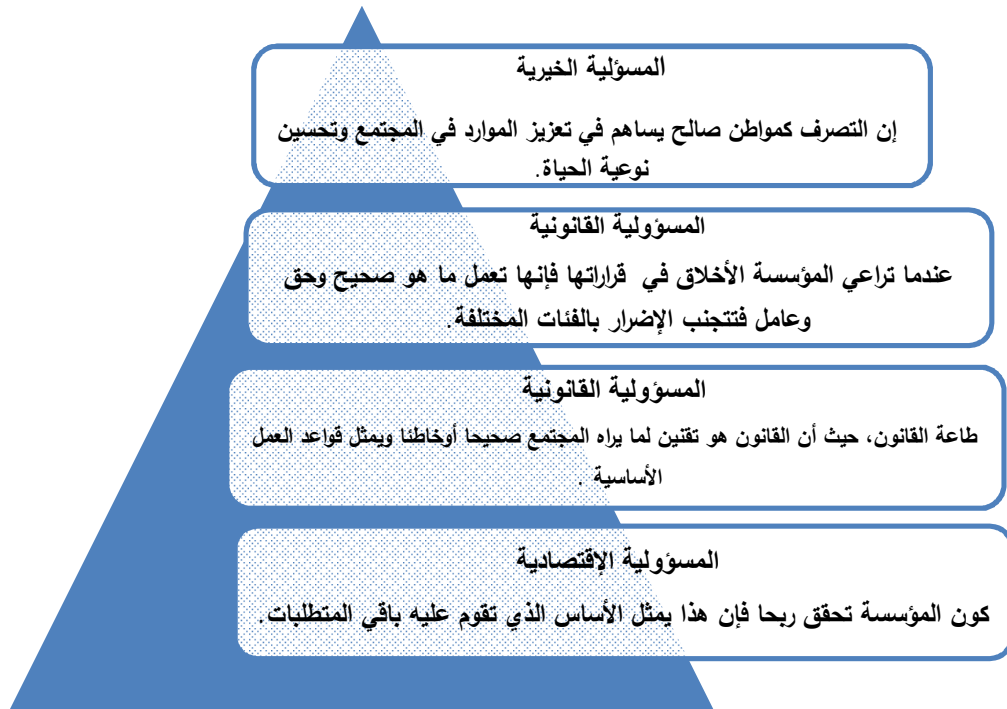 المسؤلية الخيرية
إن التصرف كمواطن صالح يساهم في تعزيز الموارد في المجتمع وتحسين
نوعية الحياة.
المسؤولية القانونية
عندما تراعي المؤسسة الأخلاق في قراراتها فإنها تعمل ما هو صحيح وحق
وعامل فتتجنب الإضرار بالفئات المختلفة.
المسؤولية القانونية
طاعة القانون، حيث أن القانون هو تقنين لما يراه المجتمع صحيحا أوخاطئا ويمثل قواعد العمل
الأساسية .
المسؤولية الإقتصادية
كون المؤسسة تحقق ربحا فإن هذا يمثل الأساس الذي تقوم عليه باقي المتطلبات.